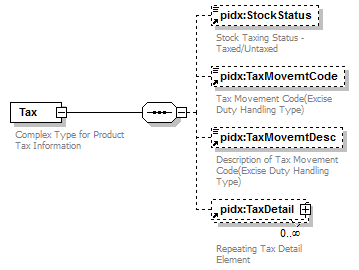 pidx:StockStatus
Stock Taxing Status -
Taxed/Untaxed
pidx:TaxMovemtCode
Tax Movement Code(Excise
Duty Handling Type)
Tax
Complex Type for Product
Tax Information
pidx:TaxMovemtDesc
Description of Tax Movement
Code(Excise Duty Handling
Type)
pidx:TaxDetail
0..∞
Repeating Tax Detail
Element